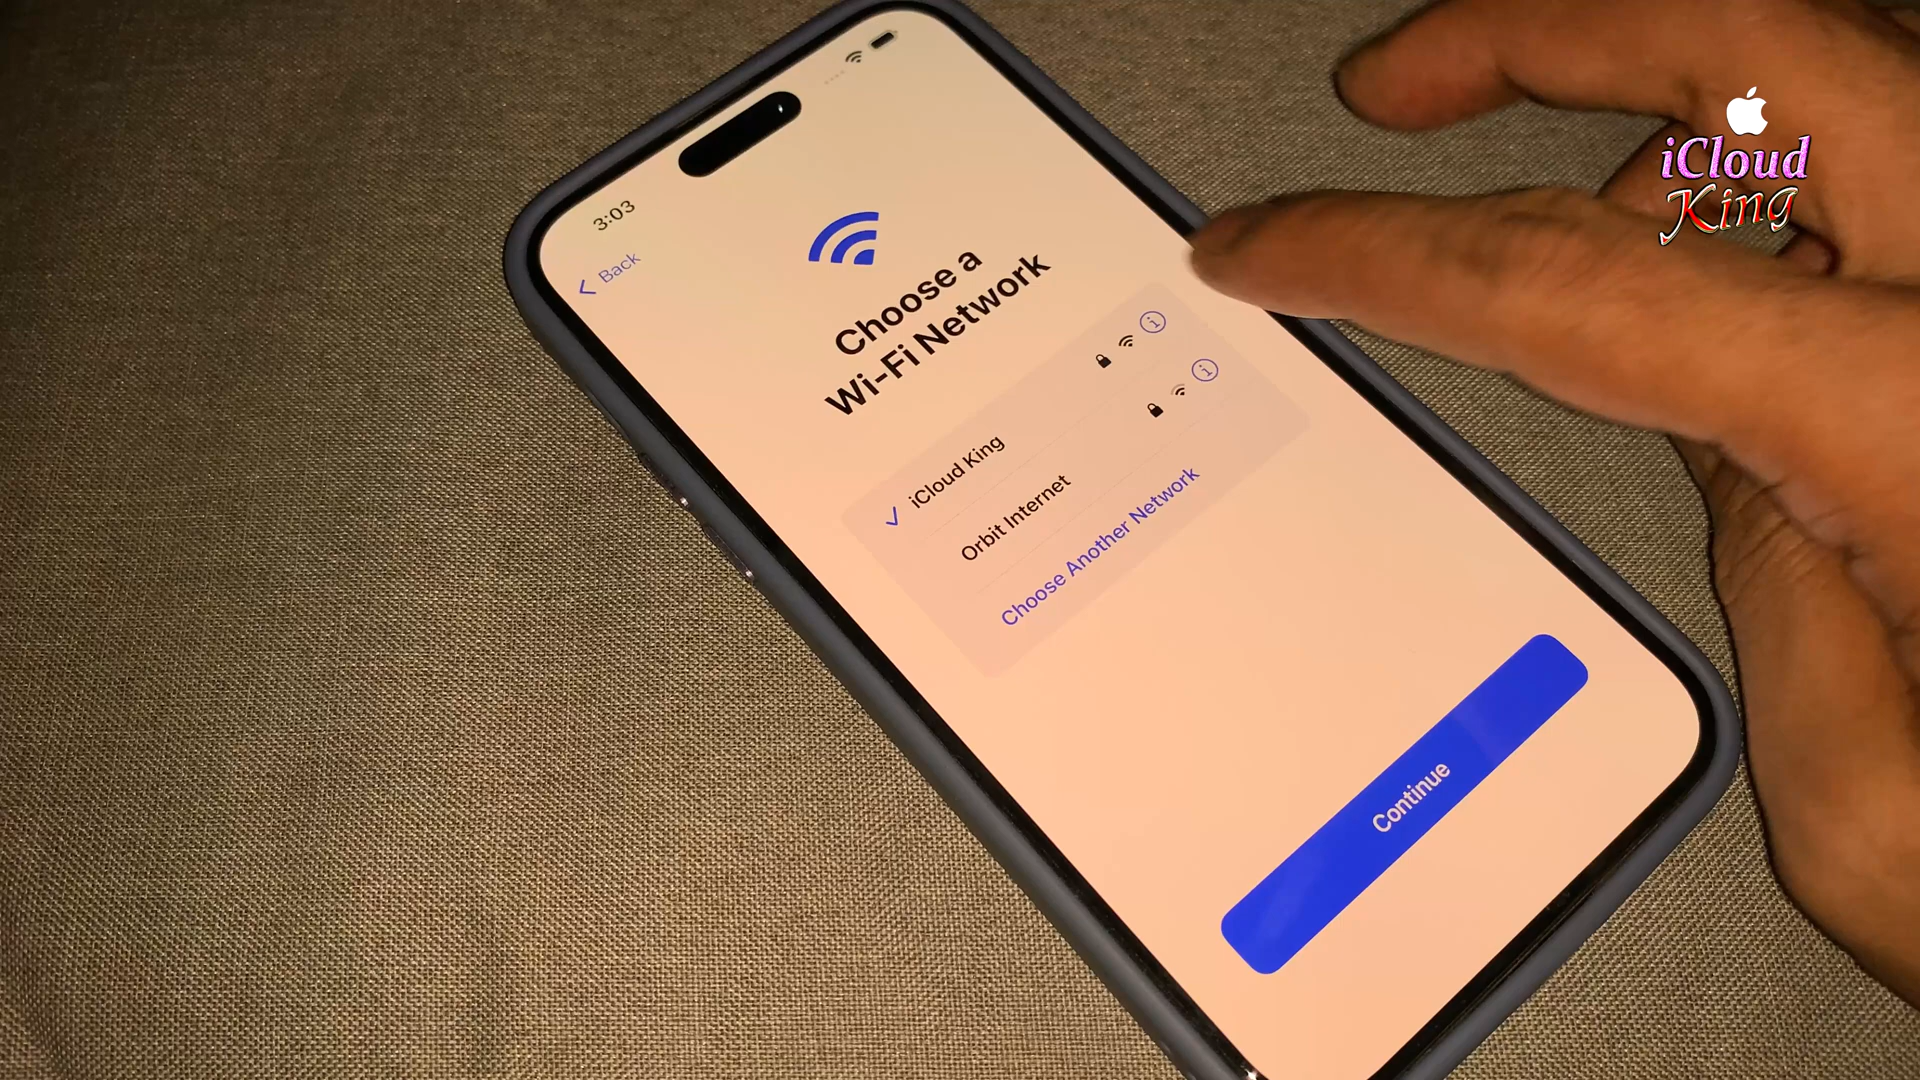 3:03
Back
Choose a
Wi-Fi Network
iCloud King
Orbit Internet
Choose Another Network
Continue
iCloud
King